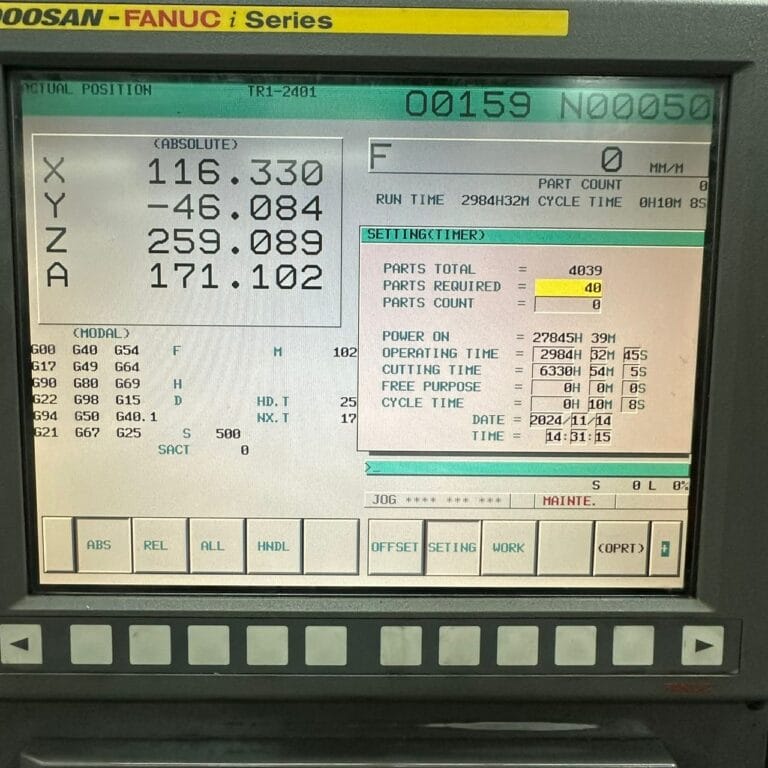 DOOSAN - FANUC i Series
ACTUAL POSITION TR1-2401 O0159 N00050
(ABSOLUTE)
X 116.330
Y -46.084
Z 259.089
A 171.102
F 0 MM/M
PART COUNT 0
RUN TIME 2984H32M CYCLE TIME 0H10M 8S
SETTING(TIMER)
PARTS TOTAL = 4039
PARTS REQUIRED = 40
PARTS COUNT = 0
POWER ON = 27845H 39M
OPERATING TIME = 2984H 32M 45S
CUTTING TIME = 6330H 54M 5S
FREE PURPOSE = 0H 0M 0S
CYCLE TIME = 0H 10M 8S
DATE = 2024/11/14
TIME = 14:31:15
(MODAL)
G00 G40 G54 F M 102
G17 G49 G64
G90 G80 G69 H
G22 G98 G15 D HD.T 25
G94 G50 G40.1 NX.T 17
G21 G67 G25 S 500
SACT 0
>_
S 0 L 0%
JOG **** *** *** MAINTE.
ABS REL ALL HNDL OFFSET SETING WORK (OPRT) +